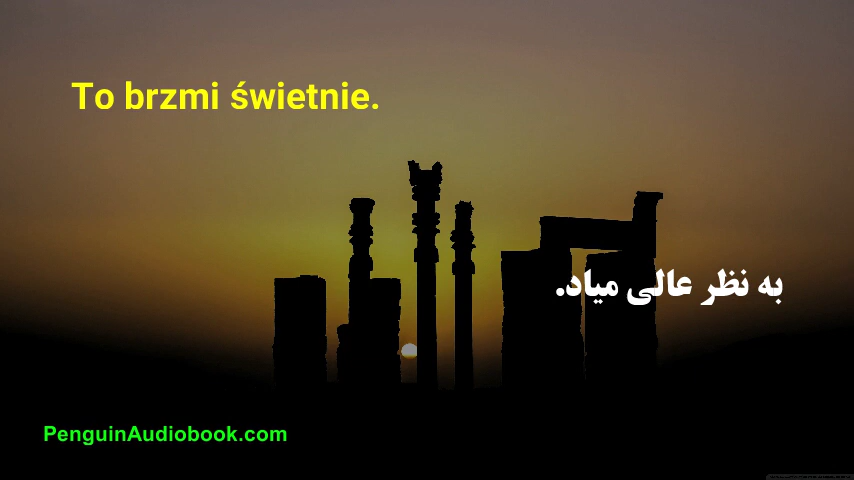 To brzmi świetnie.
به نظر عالی میاد.
PenguinAudiobook.com